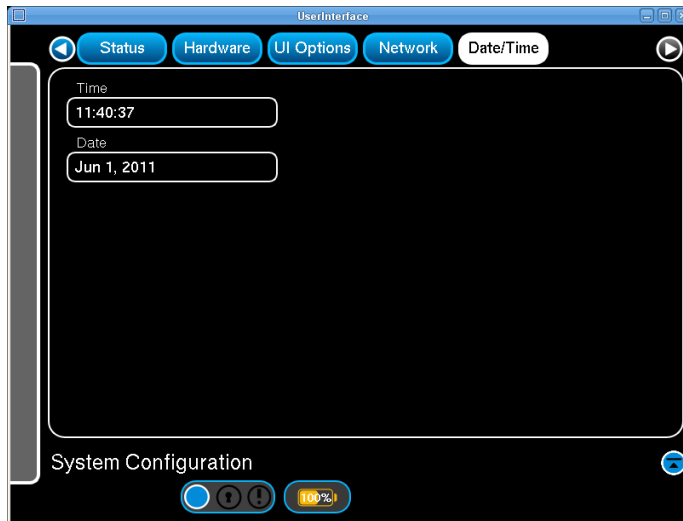 UserInterface
Status Hardware UI Options Network Date/Time
Time
11:40:37
Date
Jun 1, 2011
System Configuration
100%